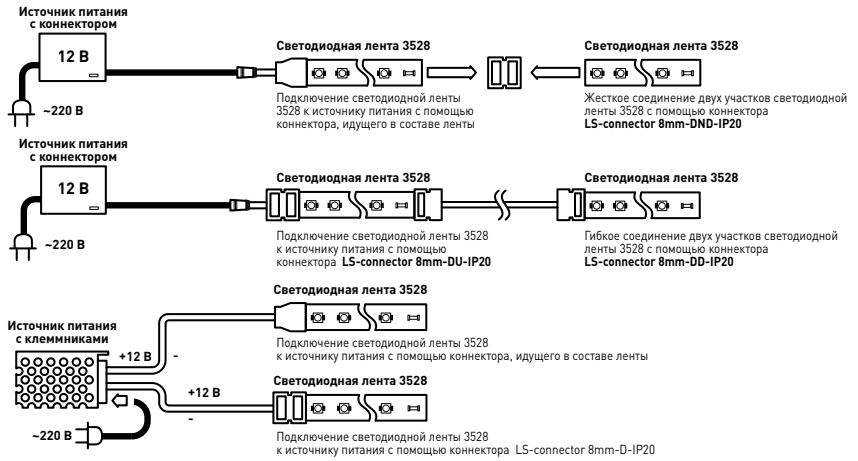 Источник питания
с коннектором
12 В
~220 В
Светодиодная лента 3528
Подключение светодиодной ленты
3528 к источнику питания с помощью
коннектора, идущего в составе ленты
Светодиодная лента 3528
Жесткое соединение двух участков светодиодной
ленты 3528 с помощью коннектора
LS-connector 8mm-DND-IP20
Источник питания
с коннектором
12 В
~220 В
Светодиодная лента 3528
Подключение светодиодной ленты 3528
к источнику питания с помощью
коннектора LS-connector 8mm-DU-IP20
Светодиодная лента 3528
Гибкое соединение двух участков светодиодной
ленты 3528 с помощью коннектора
LS-connector 8mm-DD-IP20
Источник питания
с клеммниками
+12 В
-
+12 В
-
~220 В
Светодиодная лента 3528
Подключение светодиодной ленты 3528
к источнику питания с помощью коннектора, идущего в составе ленты
Светодиодная лента 3528
Подключение светодиодной ленты 3528
к источнику питания с помощью коннектора LS-connector 8mm-D-IP20